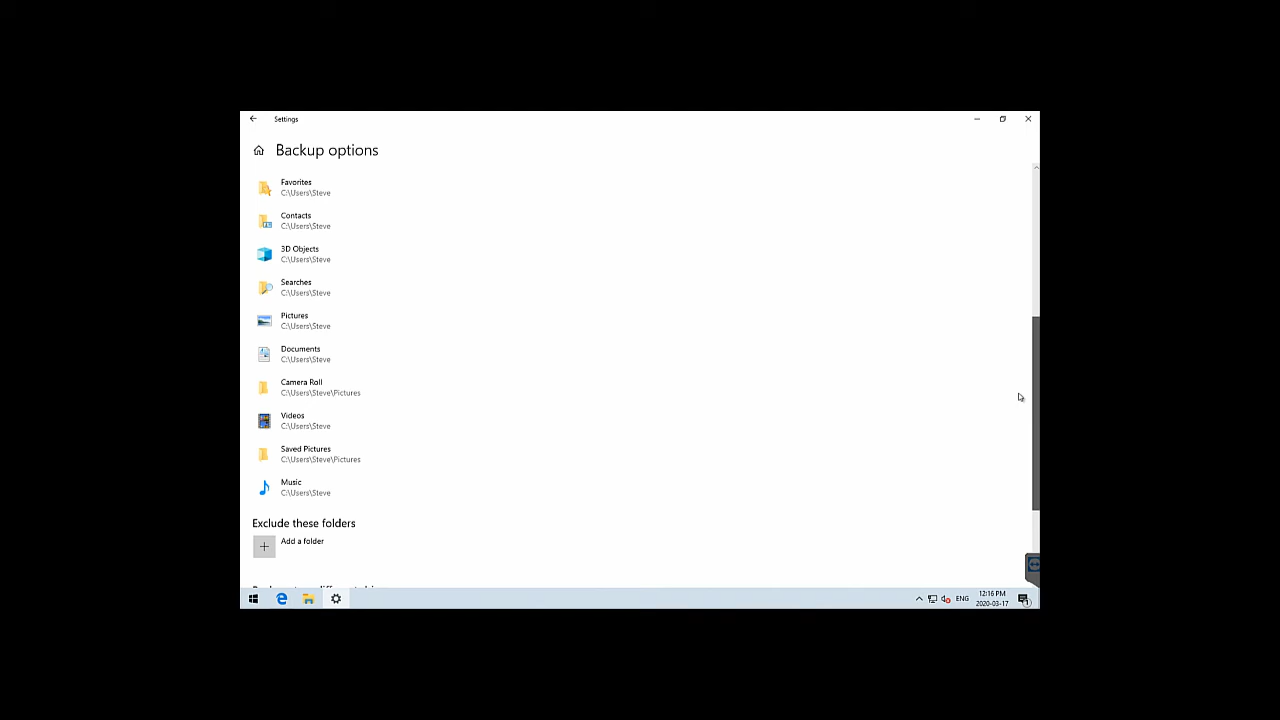 Settings
Backup options
Favorites
C:\Users\Steve
Contacts
C:\Users\Steve
3D Objects
C:\Users\Steve
Searches
C:\Users\Steve
Pictures
C:\Users\Steve
Documents
C:\Users\Steve
Camera Roll
C:\Users\Steve\Pictures
Videos
C:\Users\Steve
Saved Pictures
C:\Users\Steve\Pictures
Music
C:\Users\Steve
Exclude these folders
Add a folder
ENG
12:16 PM
2020-03-17
1